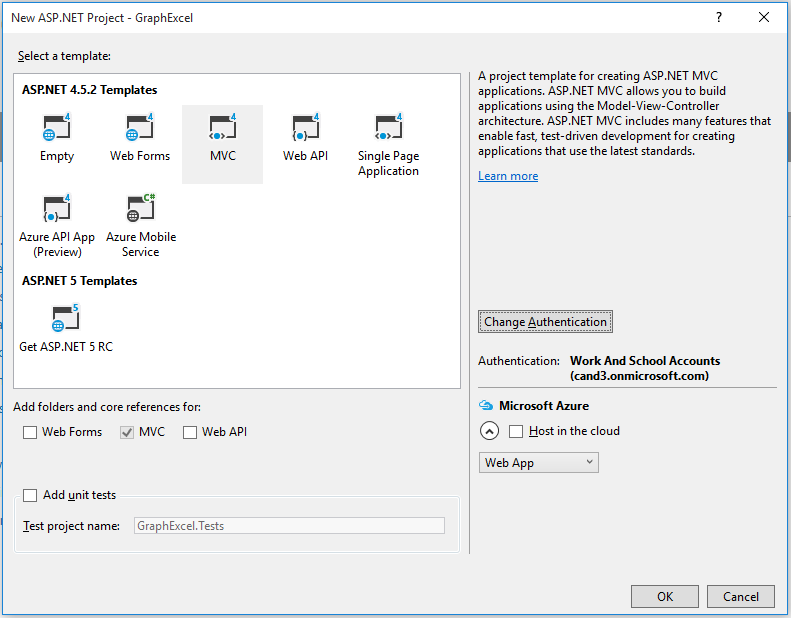 New ASP.NET Project - GraphExcel
?
Select a template:
ASP.NET 4.5.2 Templates
4
4
4
4
4
Empty
Web Forms
MVC
Web API
Single Page
Application
4
C#
Azure API App
(Preview)
Azure Mobile
Service
ASP.NET 5 Templates
5
Get ASP.NET 5 RC
Add folders and core references for:
Web Forms
MVC
Web API
Add unit tests
Test project name:
GraphExcel.Tests
A project template for creating ASP.NET MVC
applications. ASP.NET MVC allows you to build
applications using the Model-View-Controller
architecture. ASP.NET MVC includes many features that
enable fast, test-driven development for creating
applications that use the latest standards.
Learn more
Change Authentication
Authentication: Work And School Accounts
(cand3.onmicrosoft.com)
Microsoft Azure
Host in the cloud
Web App
OK
Cancel